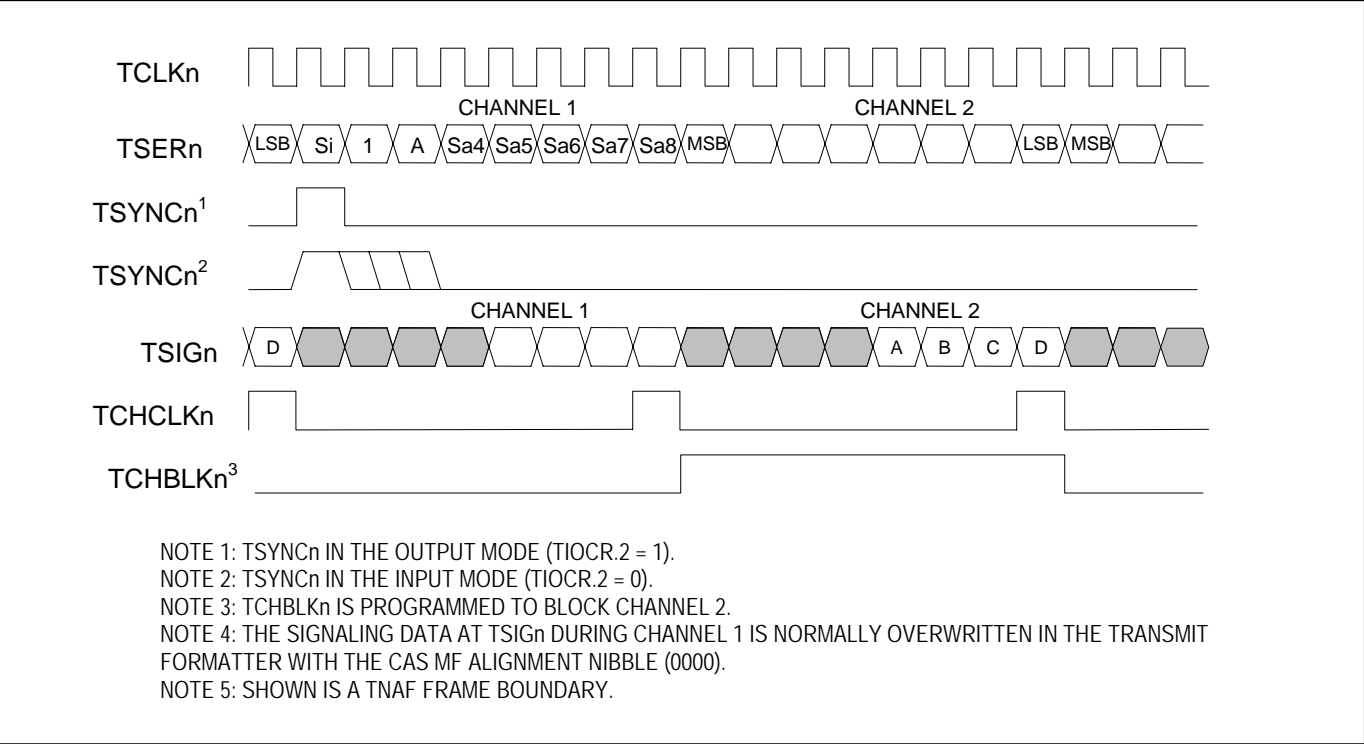 TCLKn
CHANNEL 1 CHANNEL 2
TSERn LSB Si 1 A Sa4 Sa5 Sa6 Sa7 Sa8 MSB LSB MSB
TSYNCn1
TSYNCn2
CHANNEL 1 CHANNEL 2
TSIGn D A B C D
TCHCLKn
TCHBLKn3
NOTE 1: TSYNCn IN THE OUTPUT MODE (TIOCR.2 = 1).
NOTE 2: TSYNCn IN THE INPUT MODE (TIOCR.2 = 0).
NOTE 3: TCHBLKn IS PROGRAMMED TO BLOCK CHANNEL 2.
NOTE 4: THE SIGNALING DATA AT TSIGn DURING CHANNEL 1 IS NORMALLY OVERWRITTEN IN THE TRANSMIT
FORMATTER WITH THE CAS MF ALIGNMENT NIBBLE (0000).
NOTE 5: SHOWN IS A TNAF FRAME BOUNDARY.